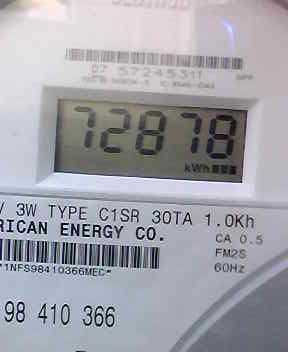 07 57245311
72878
kWh
V 3W TYPE C1SR 30TA 1.0Kh
RICAN ENERGY CO.
CA 0.5
FM2S
60Hz
*1NFS98410366MEC*
98 410 366